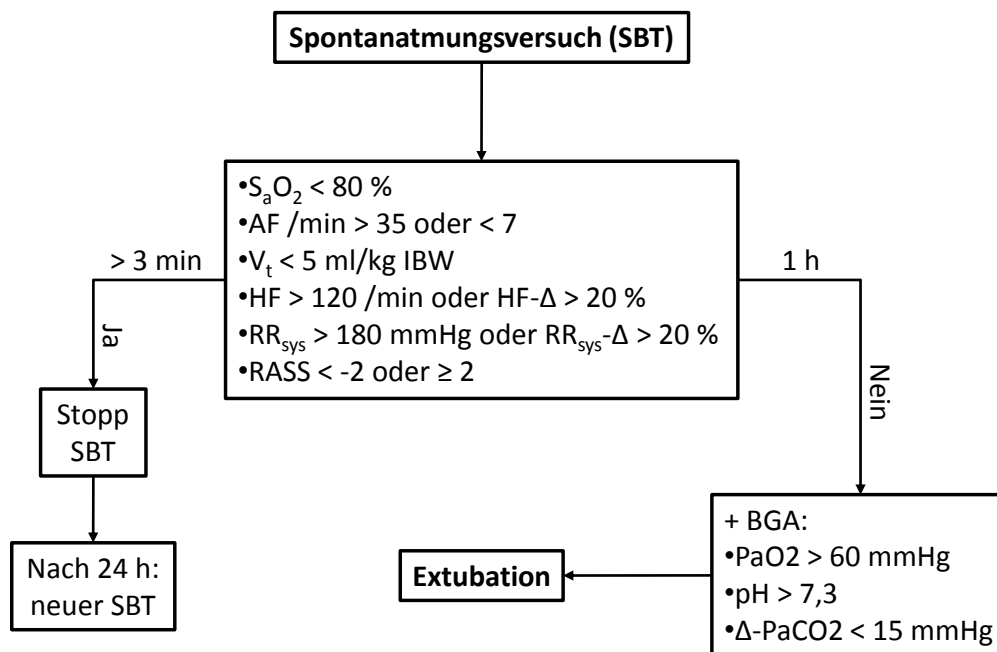 Spontanatmungsversuch (SBT)
•SaO2 < 80 %
•AF /min > 35 oder < 7
•Vt < 5 ml/kg IBW
•HF > 120 /min oder HF-Δ > 20 %
•RRsys > 180 mmHg oder RRsys-Δ > 20 %
•RASS < -2 oder ≥ 2
> 3 min
Ja
Stopp
SBT
Nach 24 h:
neuer SBT
1 h
Nein
+ BGA:
•PaO2 > 60 mmHg
•pH > 7,3
•Δ-PaCO2 < 15 mmHg
Extubation